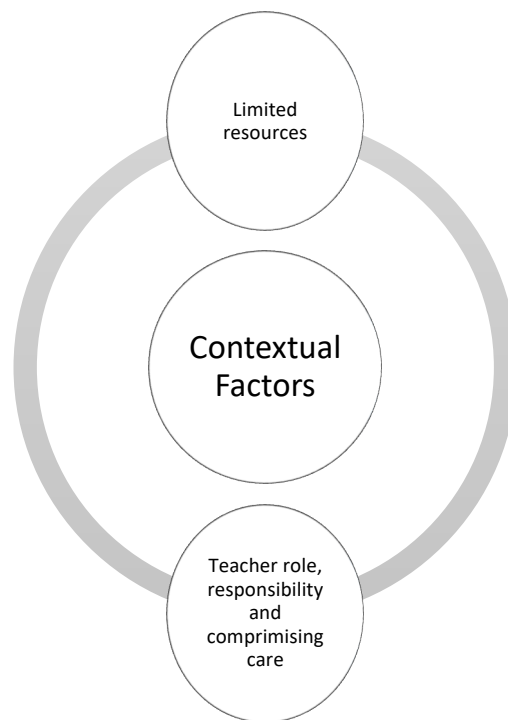 Limited
resources
Contextual
Factors
Teacher role,
responsibility
and
comprimising
care